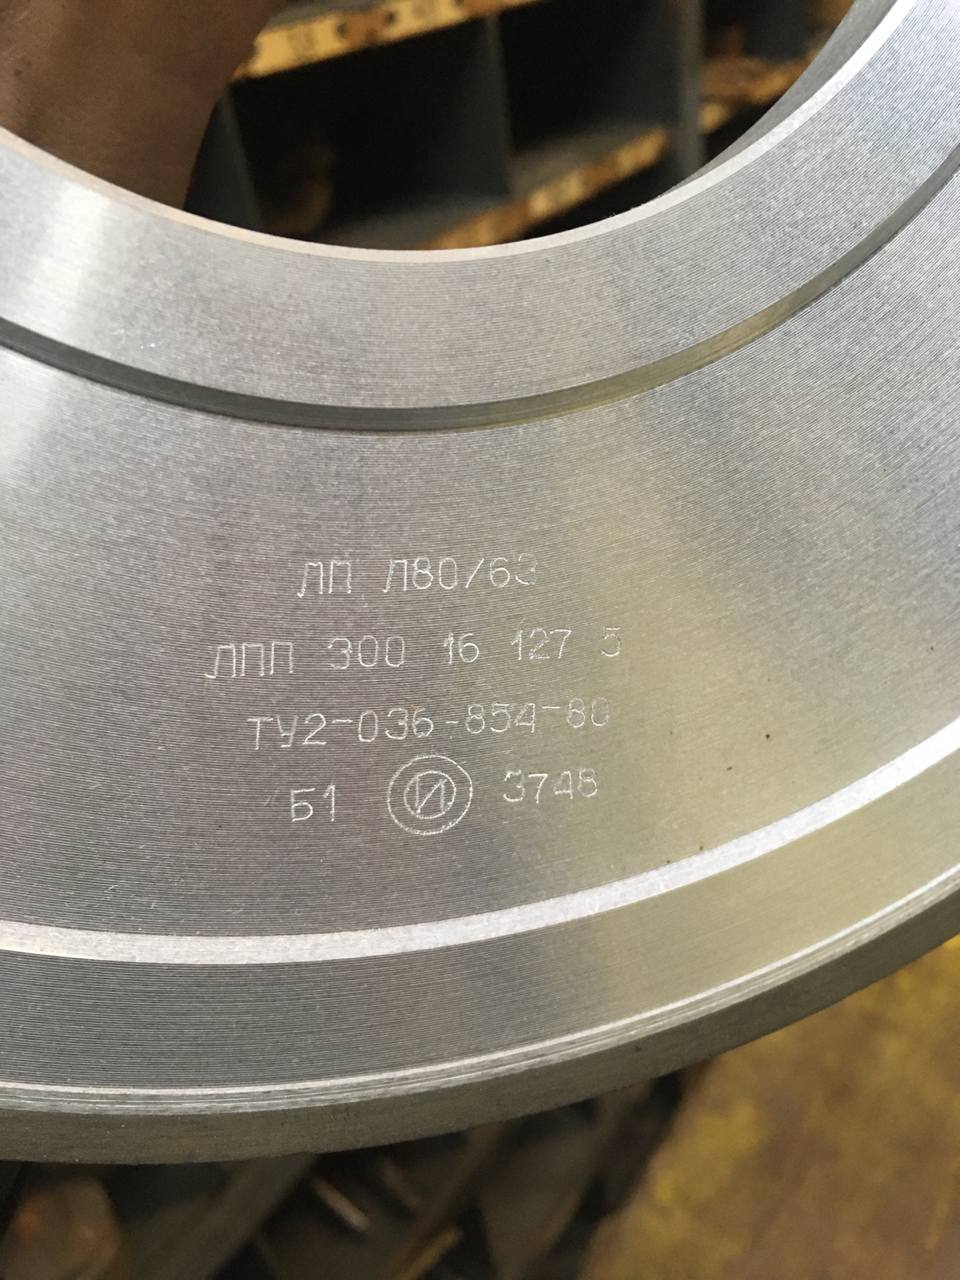 ЛП Л80/63
ЛПП 300 16 127 5
ТУ2-036-854-80
Б1 И 3748